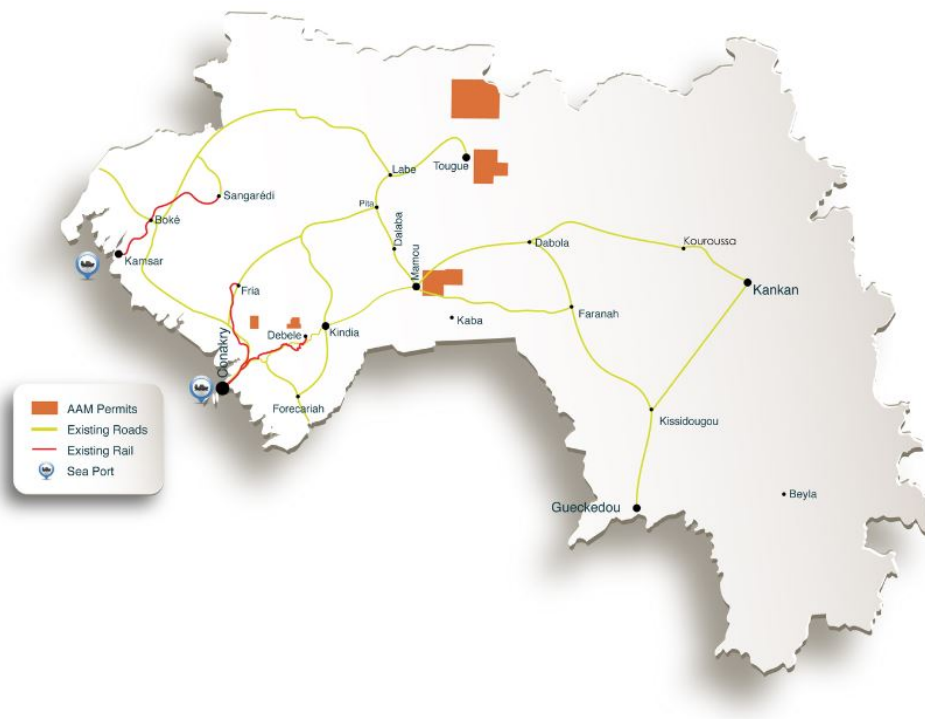 Labe
Tougue
Sangarédi
Pita
Boké
Dalaba
Dabola
Kouroussa
Kamsar
Mamou
Kankan
Fria
Faranah
Kaba
Debele
Kindia
Conakry
Forecariah
Kissidougou
AAM Permits
Existing Roads
Existing Rail
Sea Port
Beyla
Gueckedou